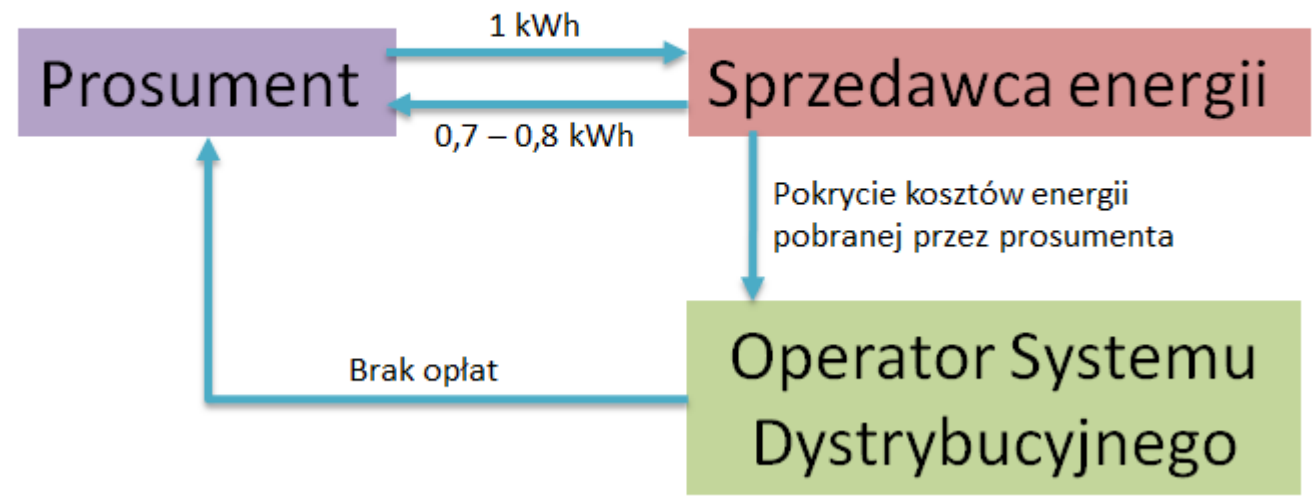 1 kWh
Prosument
Sprzedawca energii
0,7 – 0,8 kWh
Pokrycie kosztów energii
pobranej przez prosumenta
Brak opłat
Operator Systemu
Dystrybucyjnego